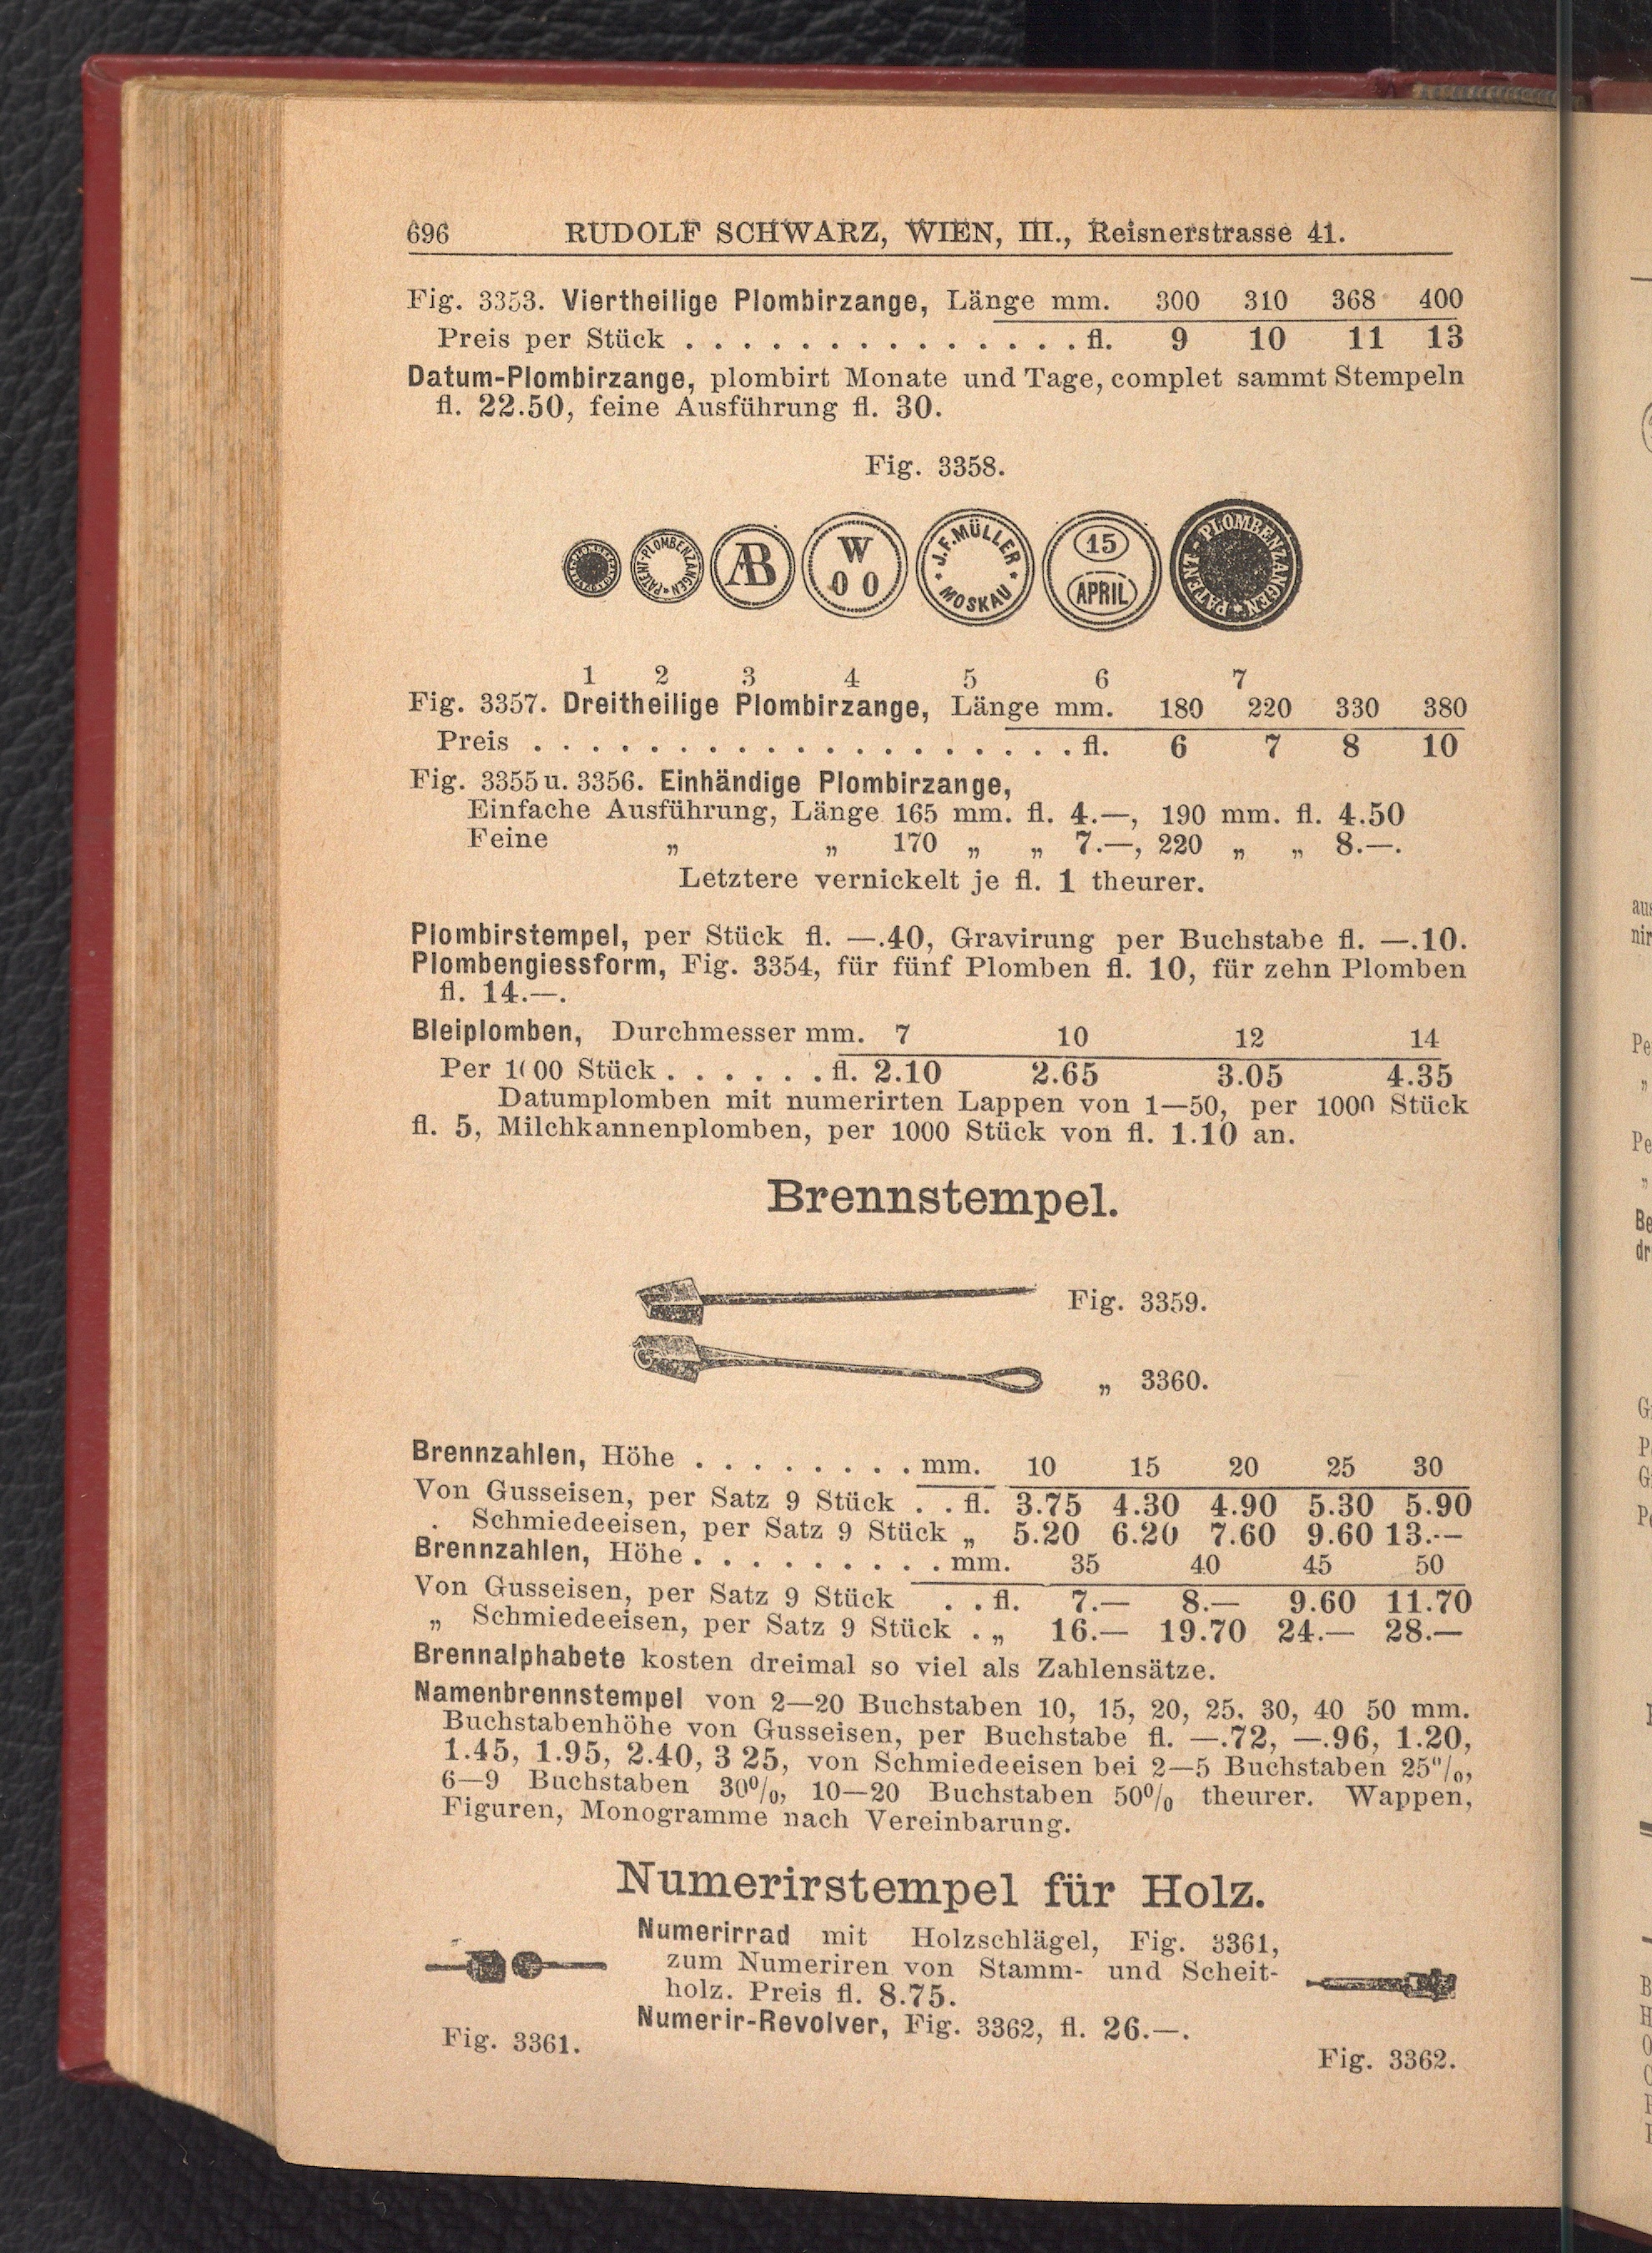 696 RUDOLF SCHWARZ, WIEN, III., Reisnerstrasse 41.
Fig. 3353. Viertheilige Plombirzange, Länge mm. 300 310 368 400
Preis per Stück . . . . . . . . . . . . . . fl. 9 10 11 13
Datum-Plombirzange, plombirt Monate und Tage, complet sammt Stempeln
fl. 22.50, feine Ausführung fl. 30.
Fig. 3358.
PATENT-PLOMBENZANGEN
AB
W
00
J.F. MÜLLER
MOSKAU
15
APRIL
PLOMBENZANGEN
PATENT
1 2 3 4 5 6 7
Fig. 3357. Dreitheilige Plombirzange, Länge mm. 180 220 330 380
Preis . . . . . . . . . . . . . . . . . . . fl. 6 7 8 10
Fig. 3355 u. 3356. Einhändige Plombirzange,
Einfache Ausführung, Länge 165 mm. fl. 4.—, 190 mm. fl. 4.50
Feine „ „ 170 „ „ 7.—, 220 „ „ 8.—.
Letztere vernickelt je fl. 1 theurer.
Plombirstempel, per Stück fl. —.40, Gravirung per Buchstabe fl. —.10.
Plombengiessform, Fig. 3354, für fünf Plomben fl. 10, für zehn Plomben
fl. 14.—.
Bleiplomben, Durchmesser mm. 7 10 12 14
Per 1000 Stück . . . . . . fl. 2.10 2.65 3.05 4.35
Datumplomben mit numerirten Lappen von 1—50, per 1000 Stück
fl. 5, Milchkannenplomben, per 1000 Stück von fl. 1.10 an.
Brennstempel.
Fig. 3359.
„ 3360.
Brennzahlen, Höhe . . . . . . . . mm. 10 15 20 25 30
Von Gusseisen, per Satz 9 Stück . . fl. 3.75 4.30 4.90 5.30 5.90
. Schmiedeeisen, per Satz 9 Stück „ 5.20 6.20 7.60 9.60 13.--
Brennzahlen, Höhe . . . . . . . . . mm. 35 40 45 50
Von Gusseisen, per Satz 9 Stück . . fl. 7.— 8.— 9.60 11.70
„ Schmiedeeisen, per Satz 9 Stück . „ 16.— 19.70 24.— 28.—
Brennalphabete kosten dreimal so viel als Zahlensätze.
Namenbrennstempel von 2—20 Buchstaben 10, 15, 20, 25, 30, 40 50 mm.
Buchstabenhöhe von Gusseisen, per Buchstabe fl. —.72, —.96, 1.20,
1.45, 1.95, 2.40, 3 25, von Schmiedeeisen bei 2—5 Buchstaben 25%,
6—9 Buchstaben 30%, 10—20 Buchstaben 50% theurer. Wappen,
Figuren, Monogramme nach Vereinbarung.
Numerirstempel für Holz.
Numerirrad mit Holzschlägel, Fig. 3361,
zum Numeriren von Stamm- und Scheit-
holz. Preis fl. 8.75.
Numerir-Revolver, Fig. 3362, fl. 26.—.
Fig. 3361.
Fig. 3362.